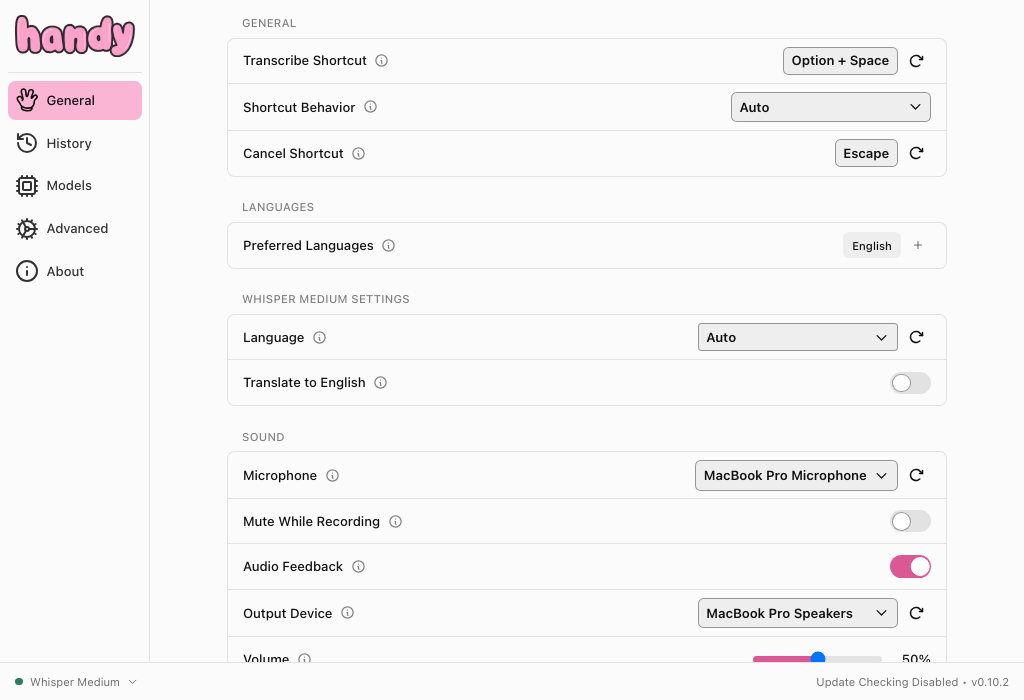 handy
General
History
Models
Advanced
About
GENERAL
Transcribe Shortcut Option + Space
Shortcut Behavior Auto
Cancel Shortcut Escape
LANGUAGES
Preferred Languages English +
WHISPER MEDIUM SETTINGS
Language Auto
Translate to English
SOUND
Microphone MacBook Pro Microphone
Mute While Recording
Audio Feedback
Output Device MacBook Pro Speakers
Volume 50%
Whisper Medium
Update Checking Disabled • v0.10.2